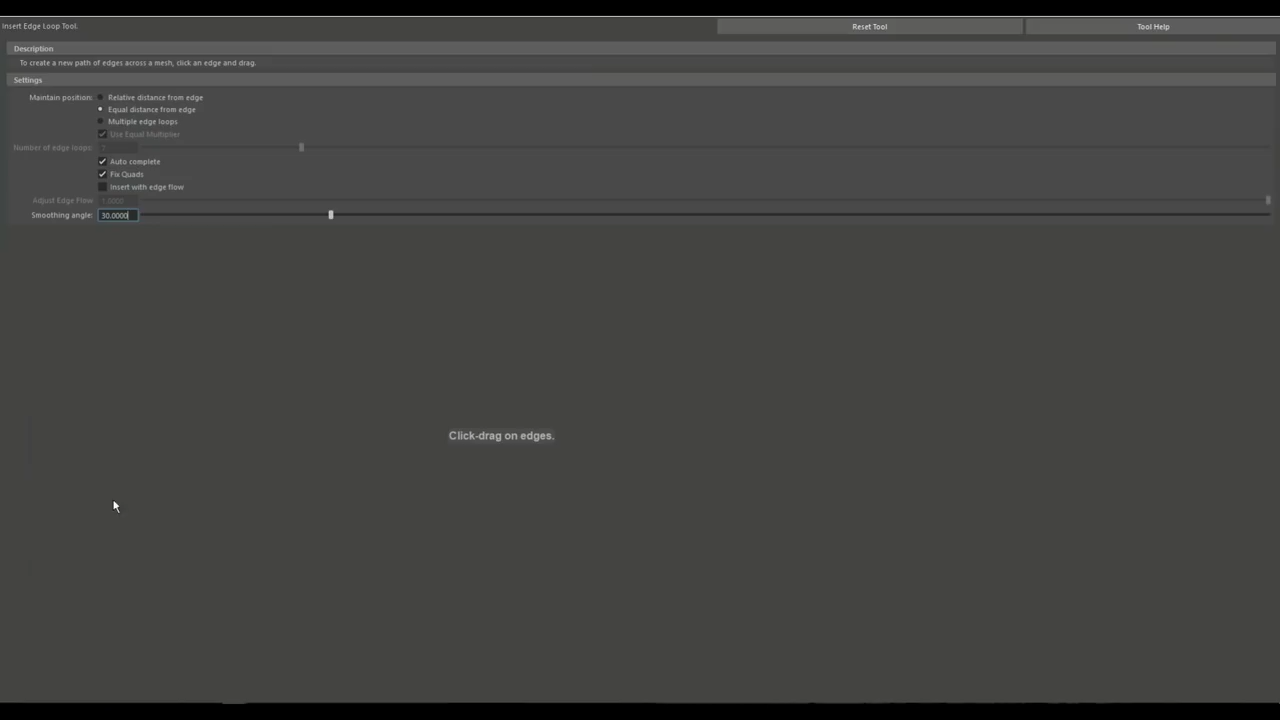 Insert Edge Loop Tool.
Reset Tool
Tool Help
Description
To create a new path of edges across a mesh, click an edge and drag.
Settings
Maintain position: Relative distance from edge
Equal distance from edge
Multiple edge loops
Use Equal Multiplier
Number of edge loops: 7
Auto complete
Fix Quads
Insert with edge flow
Adjust Edge Flow 1.0000
Smoothing angle: 30.0000
Click-drag on edges.